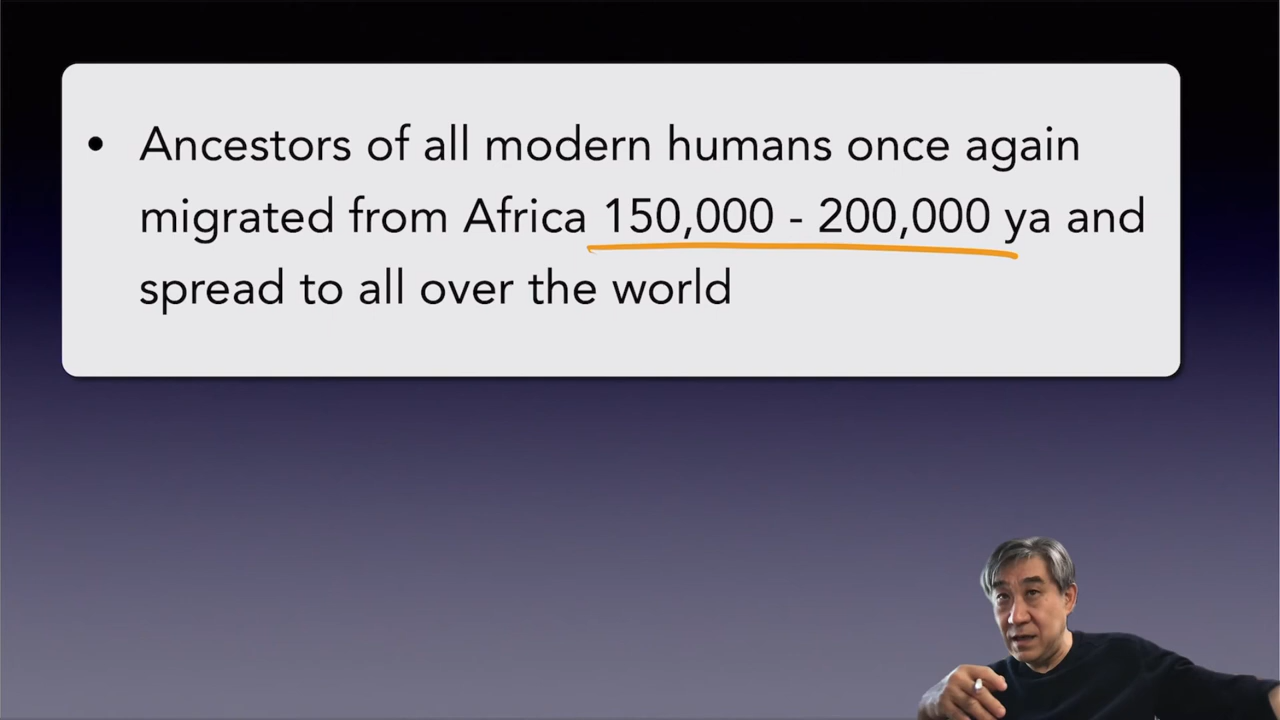 • Ancestors of all modern humans once again
migrated from Africa 150,000 - 200,000 ya and
spread to all over the world